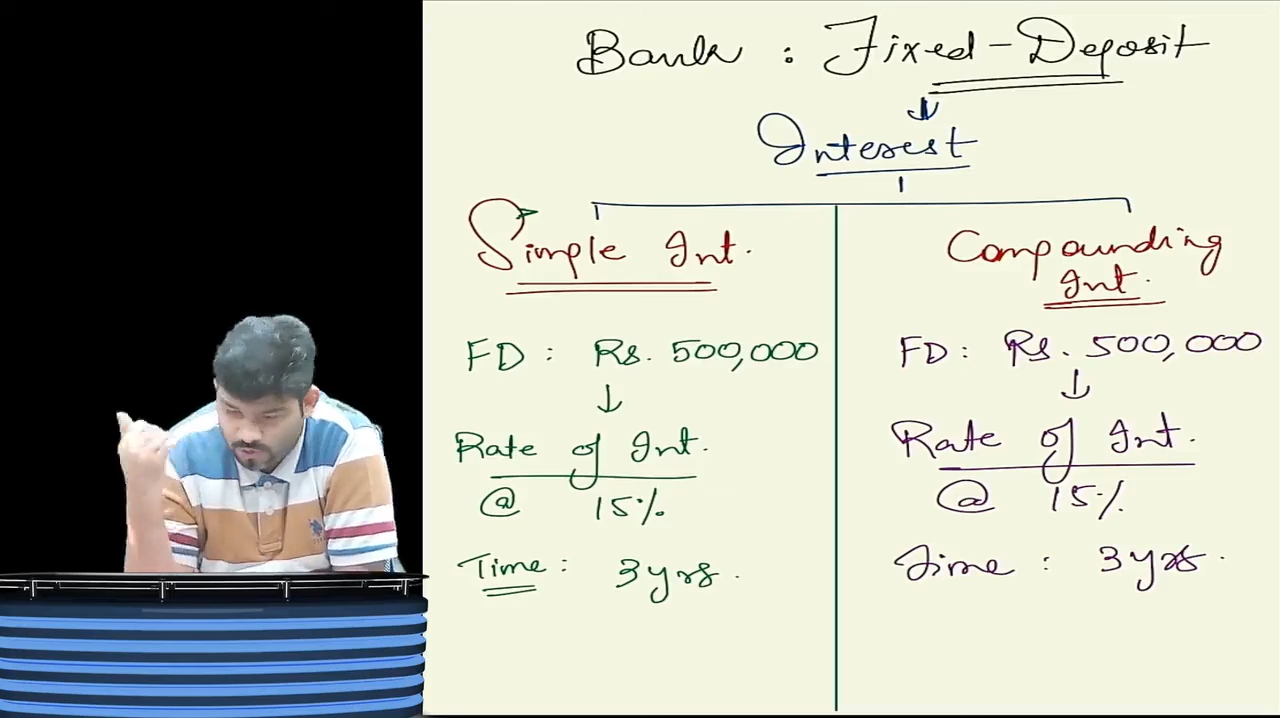 Bank : Fixed-Deposit
Interest
Simple Int.
FD : Rs. 500,000
Rate of Int.
@ 15%
Time : 3 yrs.
Compounding
Int.
FD : Rs. 500,000
Rate of Int.
@ 15%
Time : 3 yrs.